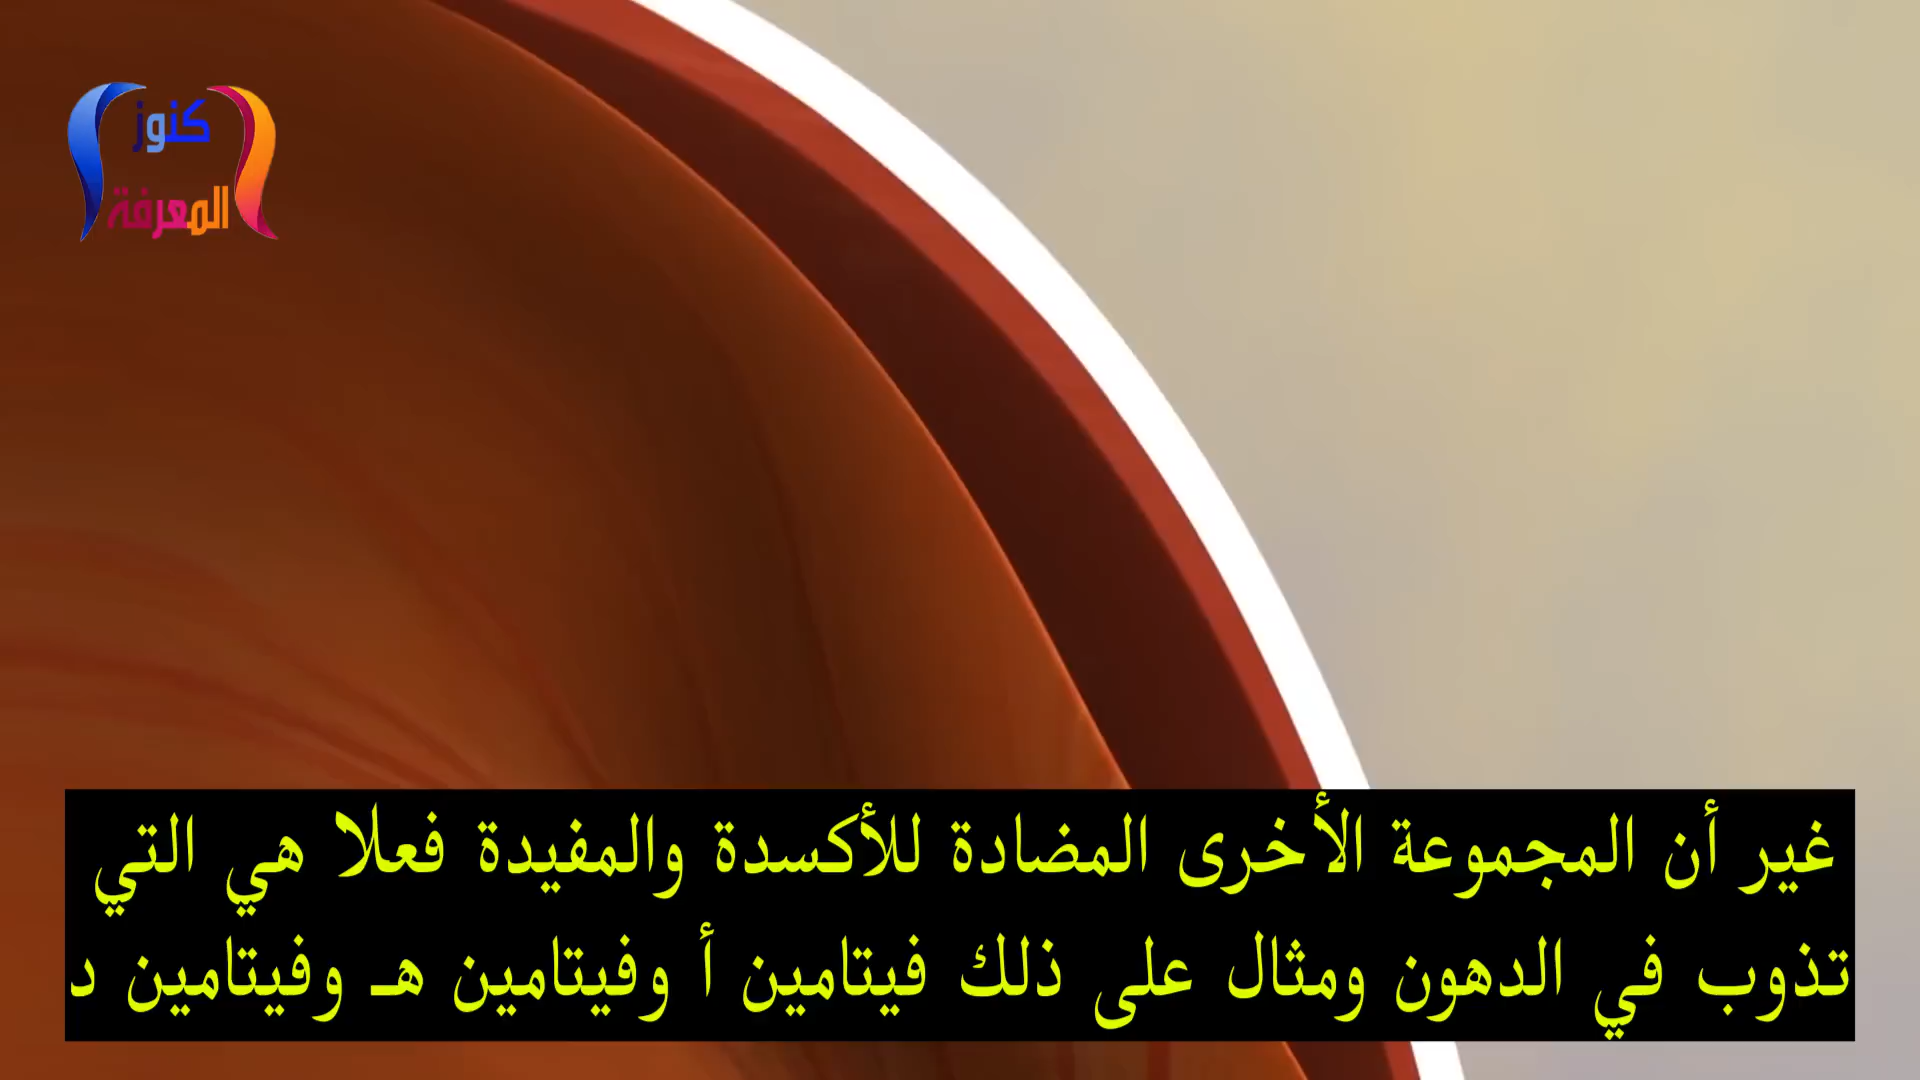 كنوز
المعرفة
غير أن المجموعة الأخرى المضادة للأكسدة والمفيدة فعلا هي التي
تذوب في الدهون ومثال على ذلك فيتامين أ وفيتامين هـ وفيتامين د